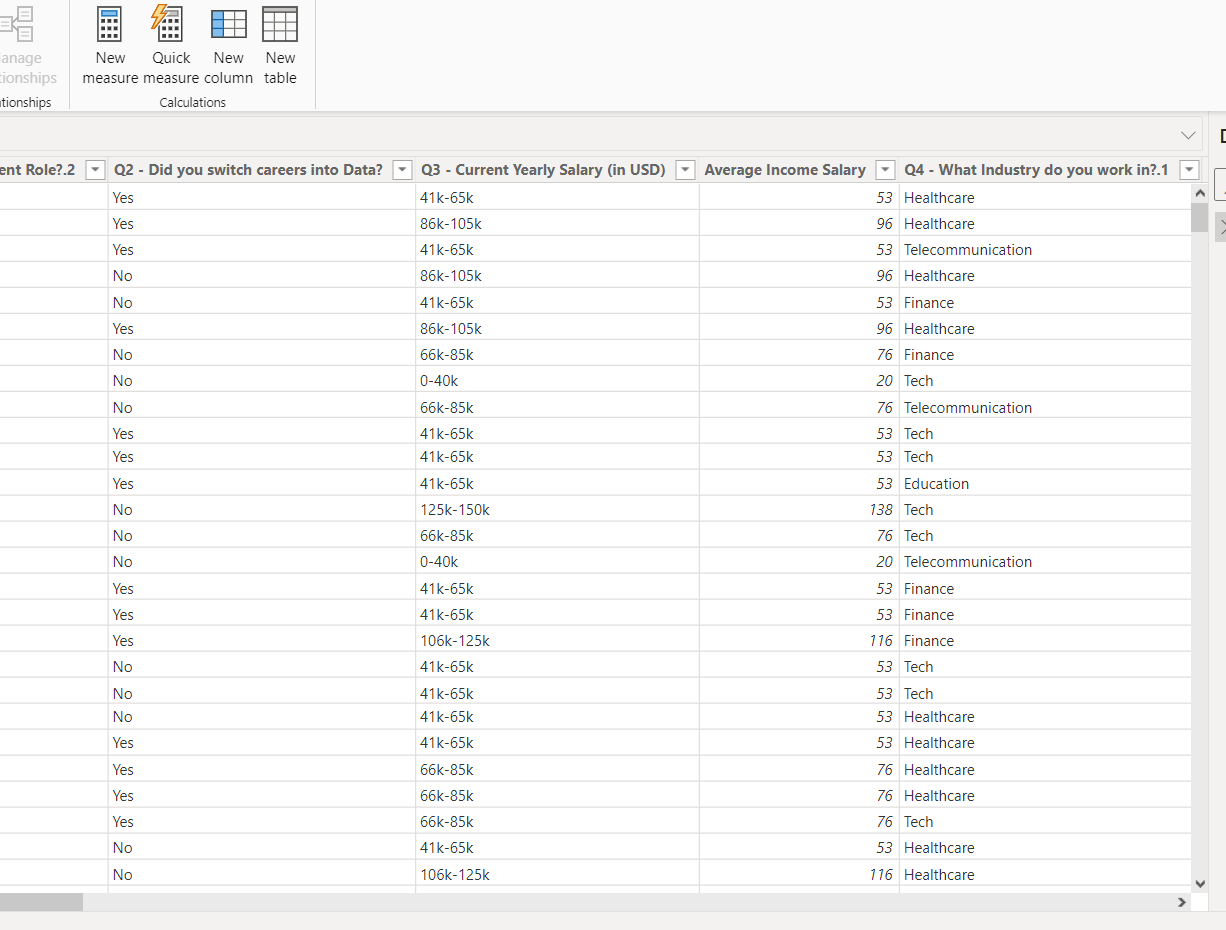 New Quick New New
anage measure measure column table
tionships
tionships Calculations
ent Role?.2 Q2 - Did you switch careers into Data? Q3 - Current Yearly Salary (in USD) Average Income Salary Q4 - What Industry do you work in?.1
Yes 41k-65k 53 Healthcare
Yes 86k-105k 96 Healthcare
Yes 41k-65k 53 Telecommunication
No 86k-105k 96 Healthcare
No 41k-65k 53 Finance
Yes 86k-105k 96 Healthcare
No 66k-85k 76 Finance
No 0-40k 20 Tech
No 66k-85k 76 Telecommunication
Yes 41k-65k 53 Tech
Yes 41k-65k 53 Tech
Yes 41k-65k 53 Education
No 125k-150k 138 Tech
No 66k-85k 76 Tech
No 0-40k 20 Telecommunication
Yes 41k-65k 53 Finance
Yes 41k-65k 53 Finance
Yes 106k-125k 116 Finance
No 41k-65k 53 Tech
No 41k-65k 53 Tech
No 41k-65k 53 Healthcare
Yes 41k-65k 53 Healthcare
Yes 66k-85k 76 Healthcare
Yes 66k-85k 76 Healthcare
Yes 66k-85k 76 Tech
No 41k-65k 53 Healthcare
No 106k-125k 116 Healthcare